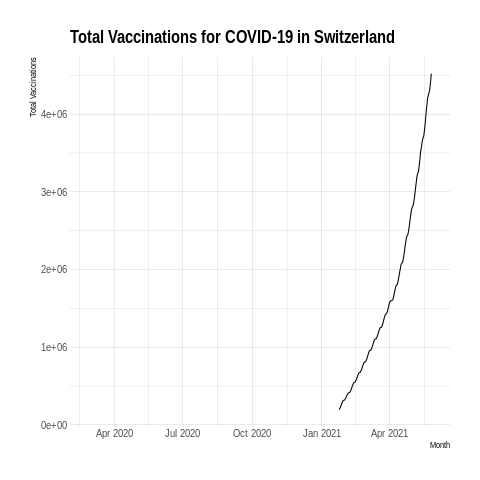 Total Vaccinations for COVID-19 in Switzerland
Total Vaccinations
4e+06
3e+06
2e+06
1e+06
0e+00
Apr 2020 Jul 2020 Oct 2020 Jan 2021 Apr 2021
Month